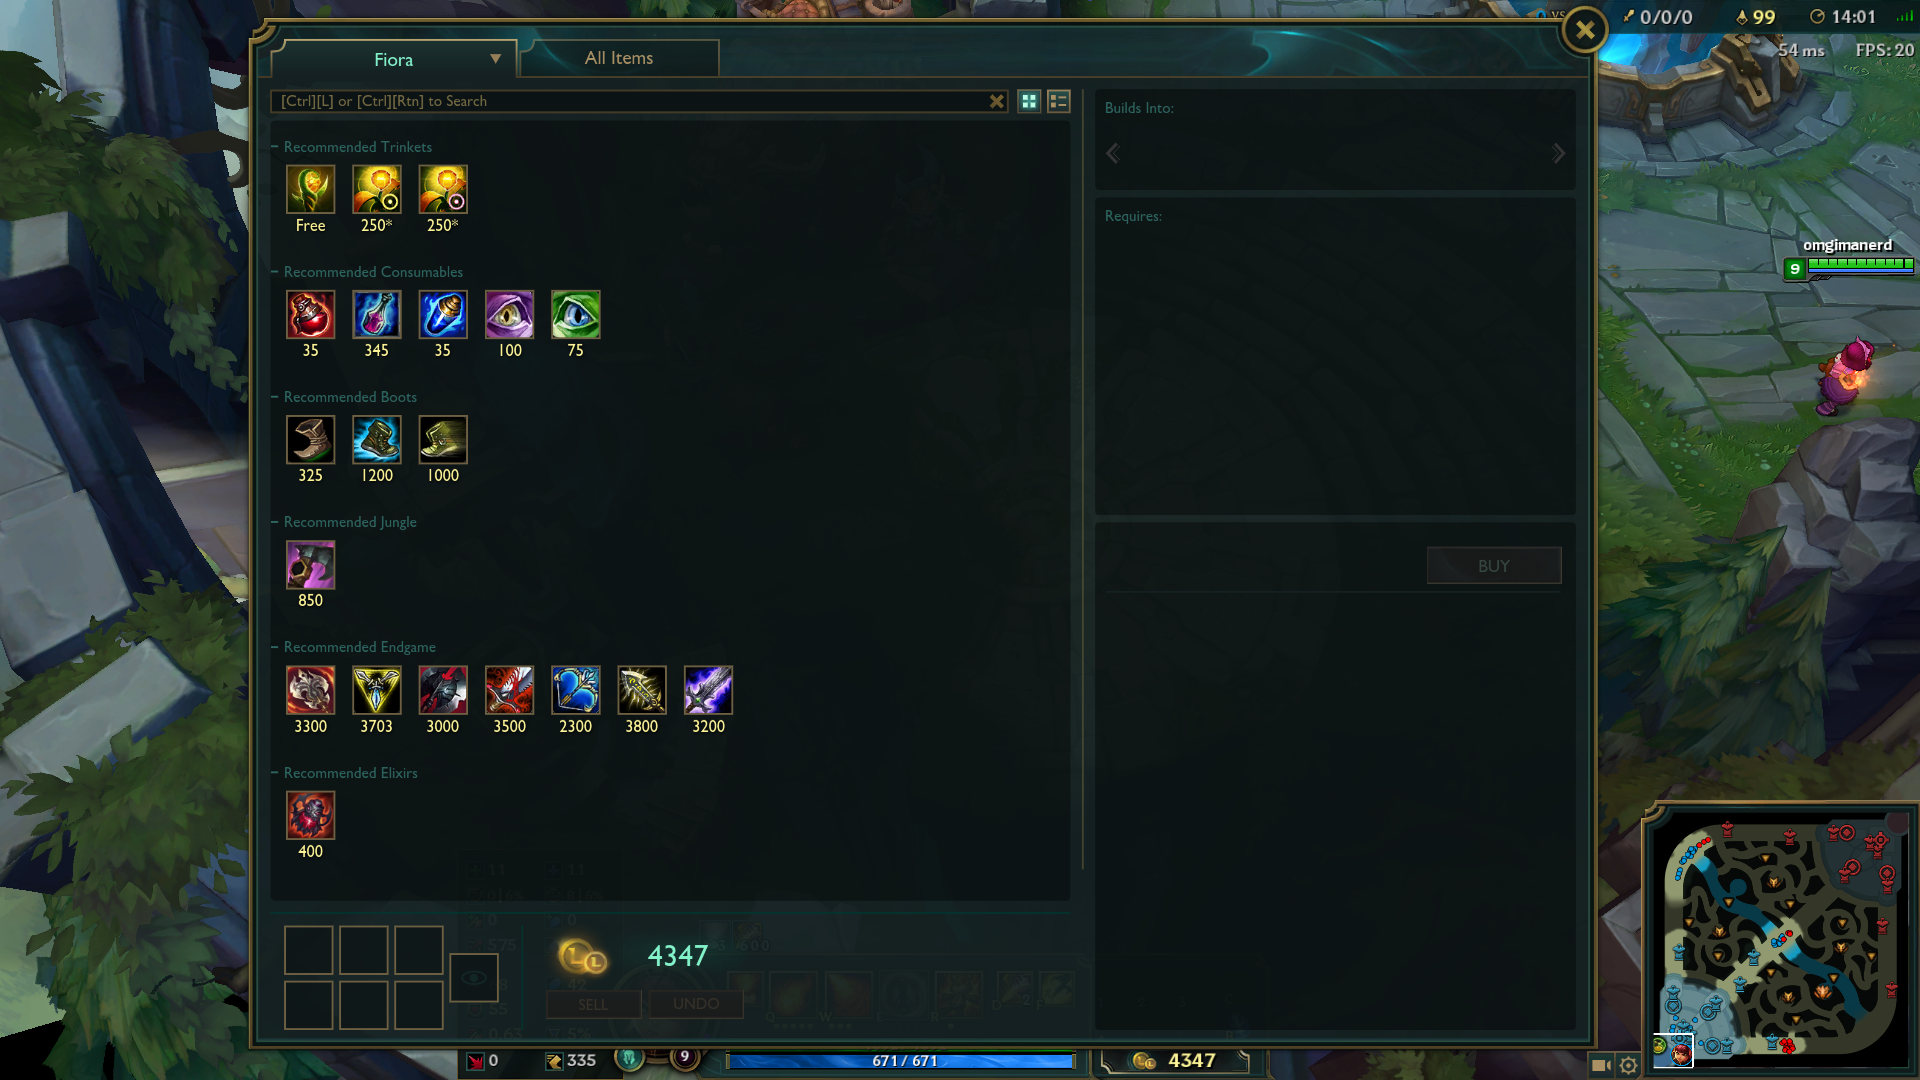 Fiora
All Items
VS
0/0/0
99
14:01
54 ms
FPS: 20
[Ctrl][L] or [Ctrl][Rtn] to Search
Builds Into:
Recommended Trinkets
Free
250*
250*
Requires:
omgimanerd
9
Recommended Consumables
35
345
35
100
75
Recommended Boots
325
1200
1000
Recommended Jungle
850
BUY
Recommended Endgame
3300
3703
3000
3500
2300
3800
3200
Recommended Elixirs
400
4347
SELL
UNDO
0
335
9
671 / 671
4347